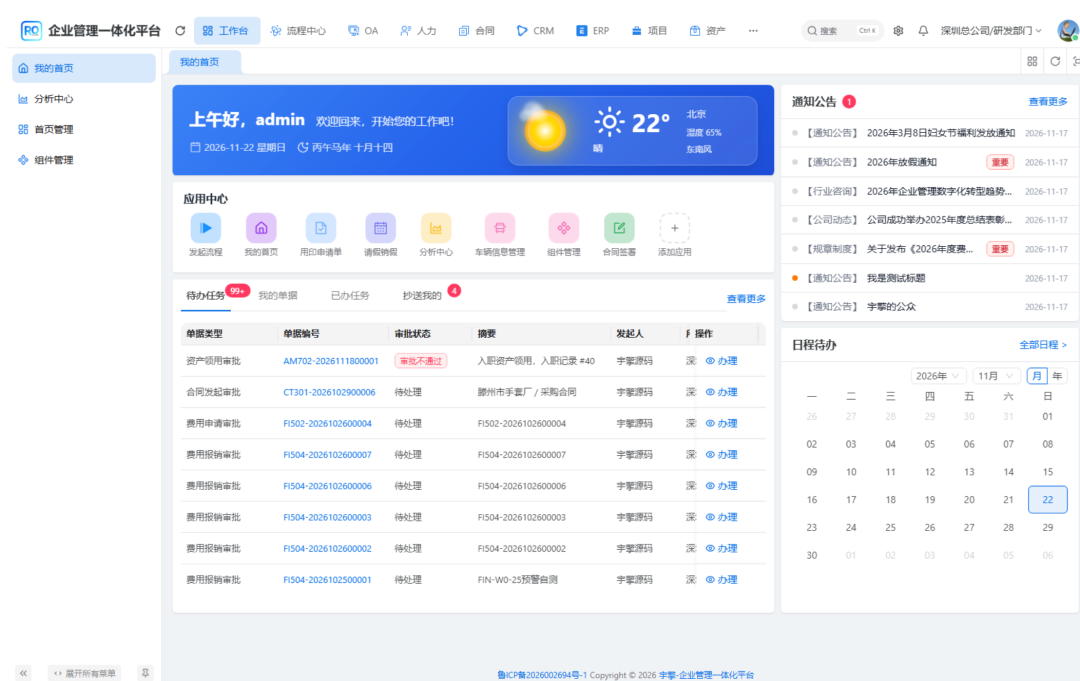 RO 企业管理一体化平台 工作台 流程中心 OA 人力 合同 CRM ERP 项目 资产 ··· 搜索 Ctrl K 深圳总公司/研发部门
我的首页
分析中心
首页管理
组件管理
« 展开所有菜单
我的首页
上午好，admin 欢迎回来，开始您的工作吧！
2026-11-22 星期日 丙午马年 十月十四
晴 22° 北京
湿度 65%
东南风
应用中心
发起流程 我的首页 用印申请单 请假销假 分析中心 车辆信息管理 组件管理 合同签署 添加应用
待办任务 99+ 我的单据 已办任务 抄送我的 4 查看更多
单据类型 单据编号 审批状态 摘要 发起人 操作
资产领用审批 AM702-2026111800001 审批不通过 入职资产领用，入职记录 #40 宇擎源码 深 办理
合同发起审批 CT301-2026102900006 待处理 滕州市手套厂 / 采购合同 宇擎源码 深 办理
费用申请审批 FI502-2026102600004 待处理 FI502-2026102600004 宇擎源码 深 办理
费用报销审批 FI504-2026102600007 待处理 FI504-2026102600007 宇擎源码 深 办理
费用报销审批 FI504-2026102600006 待处理 FI504-2026102600006 宇擎源码 深 办理
费用报销审批 FI504-2026102600003 待处理 FI504-2026102600003 宇擎源码 深 办理
费用报销审批 FI504-2026102600002 待处理 FI504-2026102600002 宇擎源码 深 办理
费用报销审批 FI504-2026102500001 待处理 FIN-W0-25预警自测 宇擎源码 深 办理
通知公告 1 查看更多
【通知公告】 2026年3月8日妇女节福利发放通知 2026-11-17
【通知公告】 2026年放假通知 重要 2026-11-17
【行业咨询】 2026年企业管理数字化转型趋势... 2026-11-17
【公司动态】 公司成功举办2025年度总结表彰... 2026-11-17
【规章制度】 关于发布《2026年度费... 重要 2026-11-17
【通知公告】 我是测试标题 2026-11-17
【通知公告】 宇擎的公众 2026-11-17
日程待办 全部日程 >
2026年 11月 月 年
一 二 三 四 五 六 日
26 27 28 29 30 31 01
02 03 04 05 06 07 08
09 10 11 12 13 14 15
16 17 18 19 20 21 22
23 24 25 26 27 28 29
30 01 02 03 04 05 06
鲁ICP备2026002694号-1 Copyright © 2026 宇擎-企业管理一体化平台